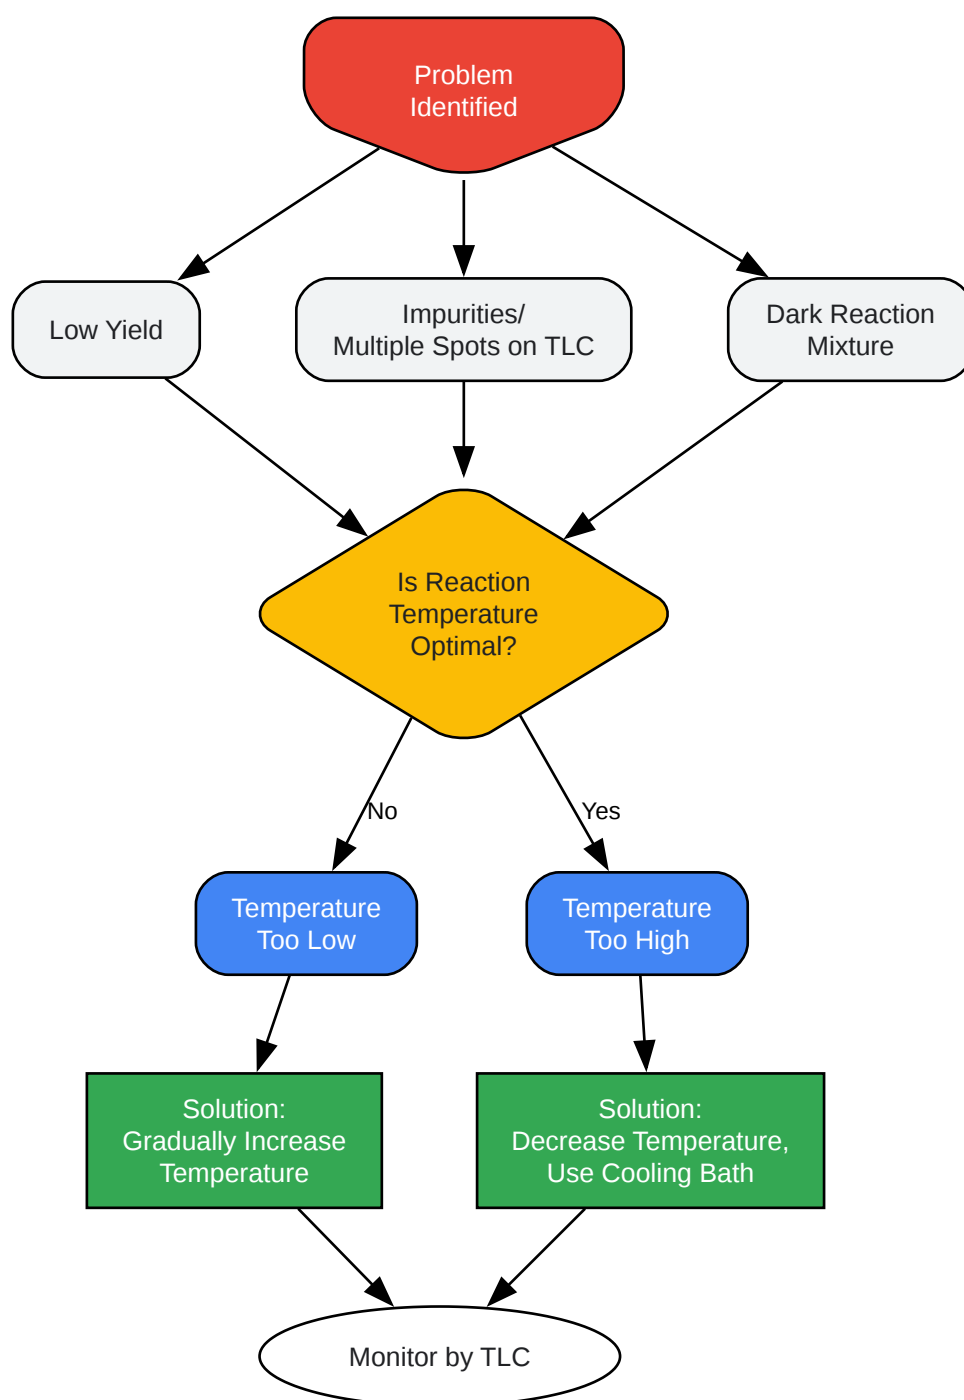 Problem
Identified
Low Yield
Impurities/
Multiple Spots on TLC
Dark Reaction
Mixture
Is Reaction
Temperature
Optimal?
No
Yes
Temperature
Too Low
Temperature
Too High
Solution:
Gradually Increase
Temperature
Solution:
Decrease Temperature,
Use Cooling Bath
Monitor by TLC